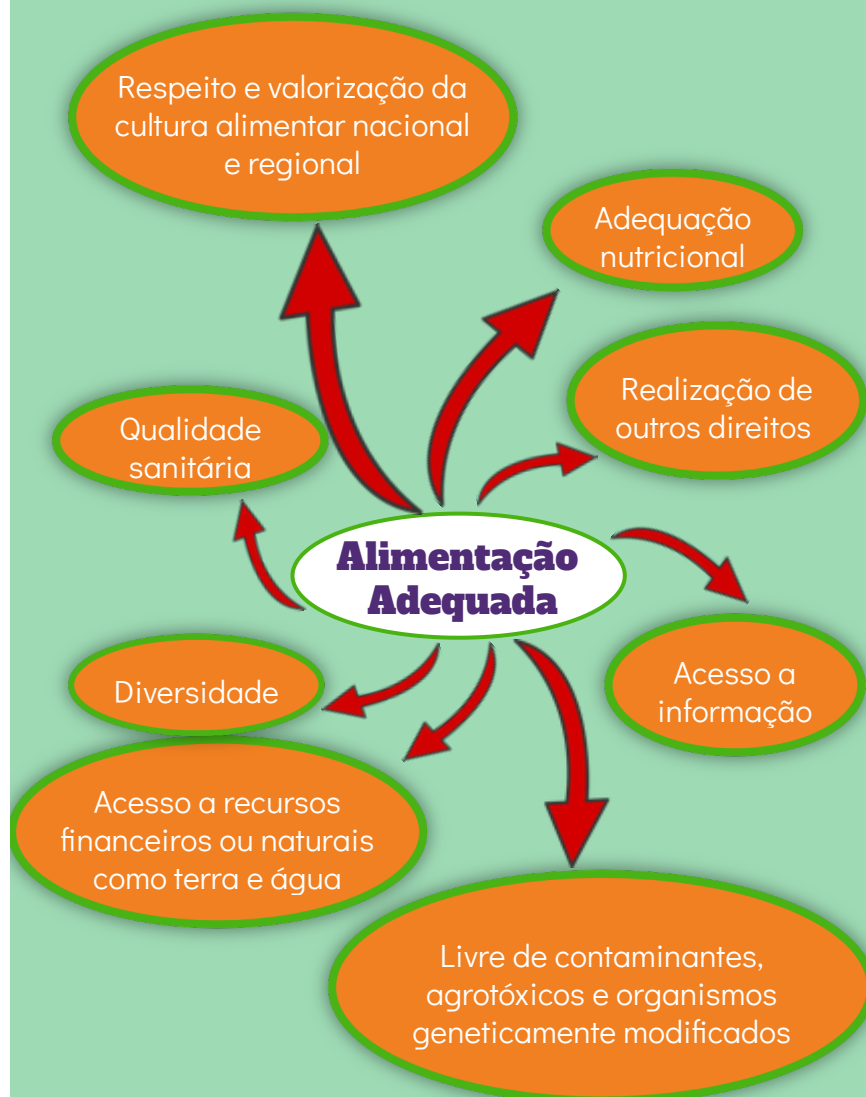 Respeito e valorização da
cultura alimentar nacional
e regional
Adequação
nutricional
Realização de
outros direitos
Qualidade
sanitária
Alimentação
Adequada
Acesso a
informação
Diversidade
Acesso a recursos
financeiros ou naturais
como terra e água
Livre de contaminantes,
agrotóxicos e organismos
geneticamente modificados